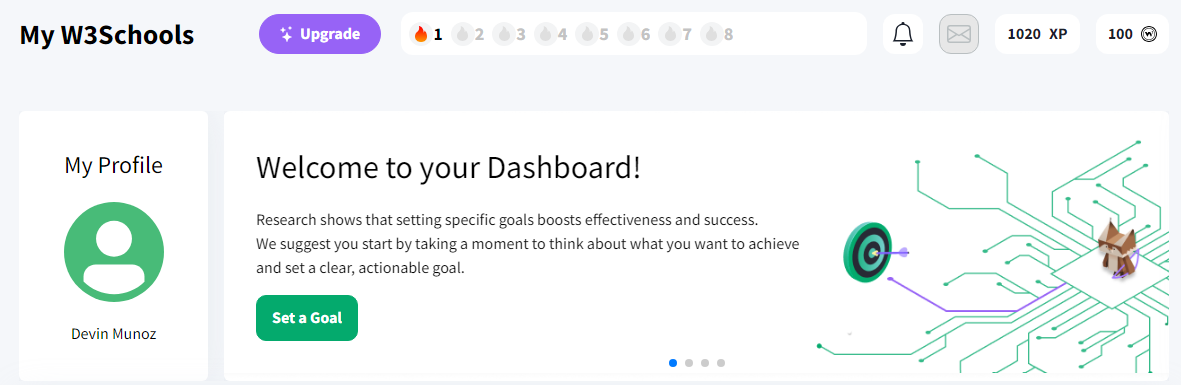 My W3Schools
Upgrade
1 2 3 4 5 6 7 8
1020 XP
100
My Profile
Devin Munoz
Welcome to your Dashboard!
Research shows that setting specific goals boosts effectiveness and success.
We suggest you start by taking a moment to think about what you want to achieve
and set a clear, actionable goal.
Set a Goal